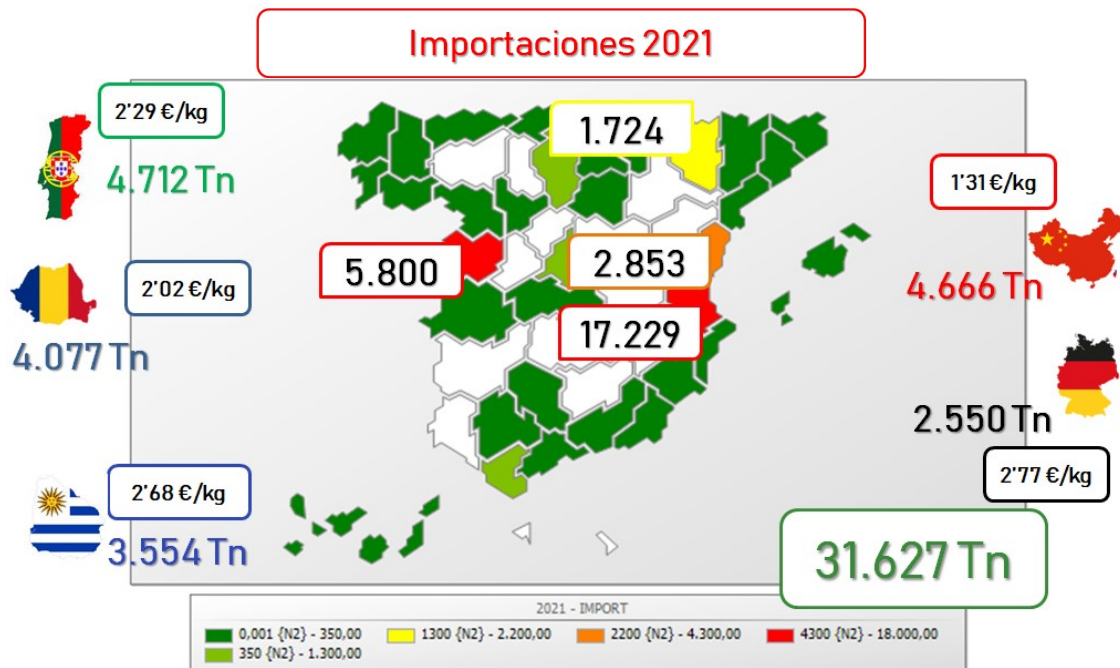 Importaciones 2021
2'29 €/kg
4.712 Tn
1.724
1'31 €/kg
4.666 Tn
5.800
2.853
2'02 €/kg
4.077 Tn
17.229
2.550 Tn
2'77 €/kg
2'68 €/kg
3.554 Tn
31.627 Tn
2021 - IMPORT
0,001 {N2} - 350,00
1300 {N2} - 2.200,00
2200 {N2} - 4.300,00
4300 {N2} - 18.000,00
350 {N2} - 1.300,00